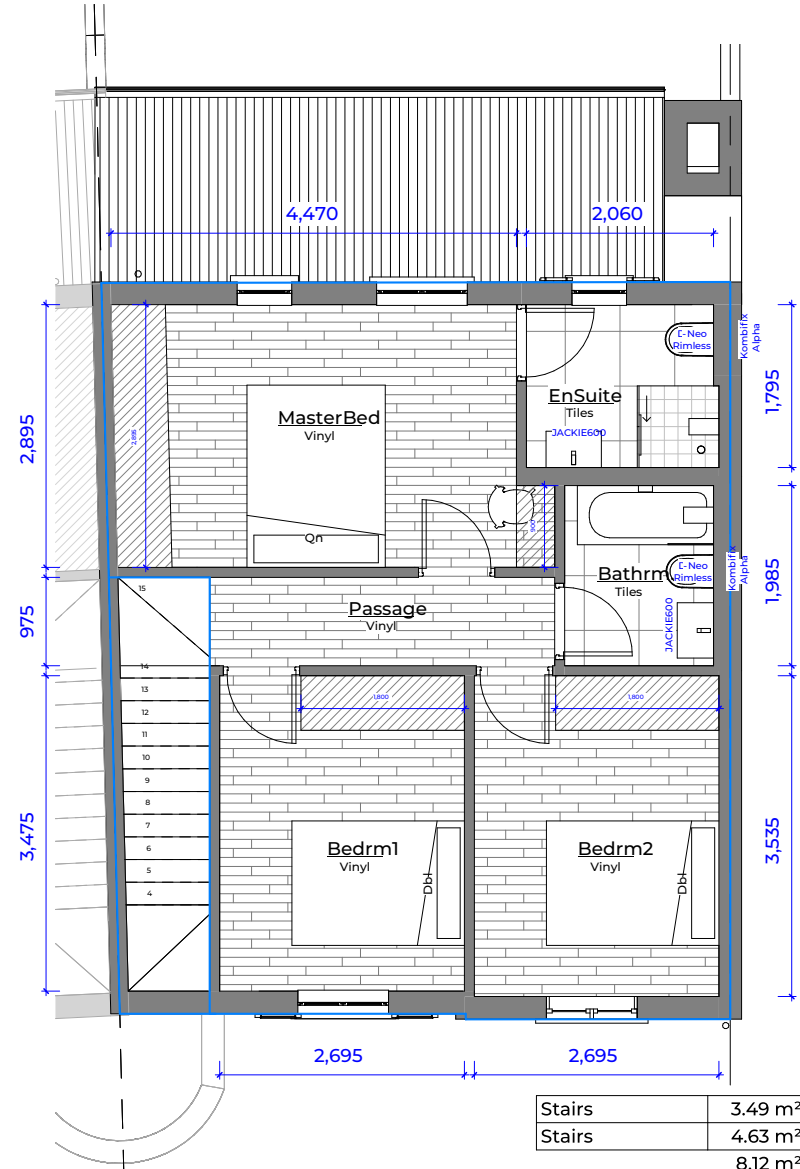 4,470
2,060
C-Neo
Rimless
Kombifix
Alpha
EnSuite
Tiles
JACKIE600
1,795
2,895
2,895
MasterBed
Vinyl
Qn
900
Bathrm
Tiles
C-Neo
Rimless
Kombifix
Alpha
JACKIE600
1,985
975
Passage
Vinyl
15
14
13
12
11
10
9
8
7
6
5
4
1,800
1,800
3,475
Bedrm1
Vinyl
Dbl
Bedrm2
Vinyl
Dbl
3,535
2,695
2,695
Stairs 3.49 m²
Stairs 4.63 m²
8.12 m²